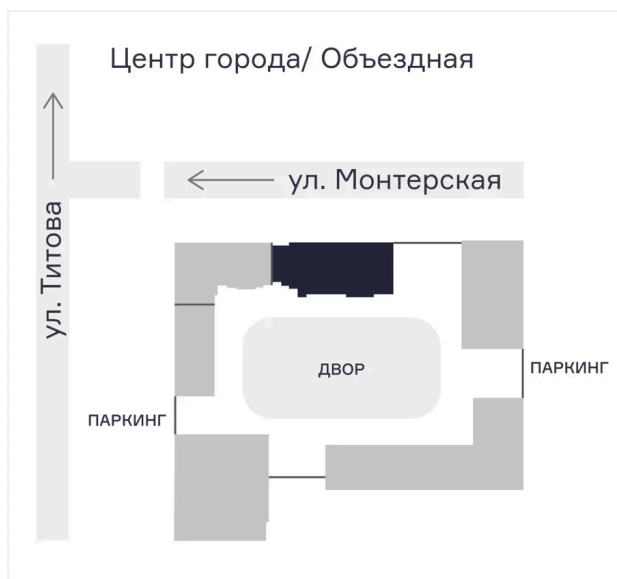 Центр города/ Объездная
ул. Монтерская
ул. Титова
ДВОР
ПАРКИНГ
ПАРКИНГ